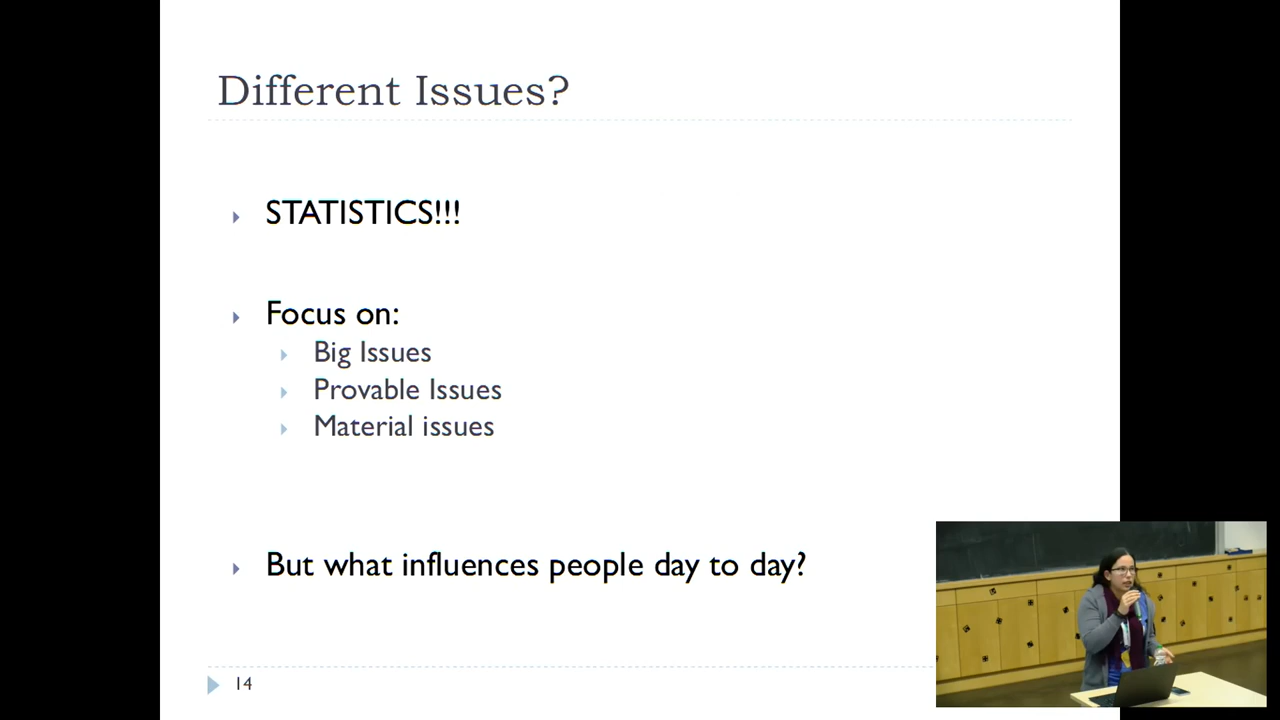 Different Issues?
STATISTICS!!!
Focus on:
Big Issues
Provable Issues
Material issues
But what influences people day to day?
14